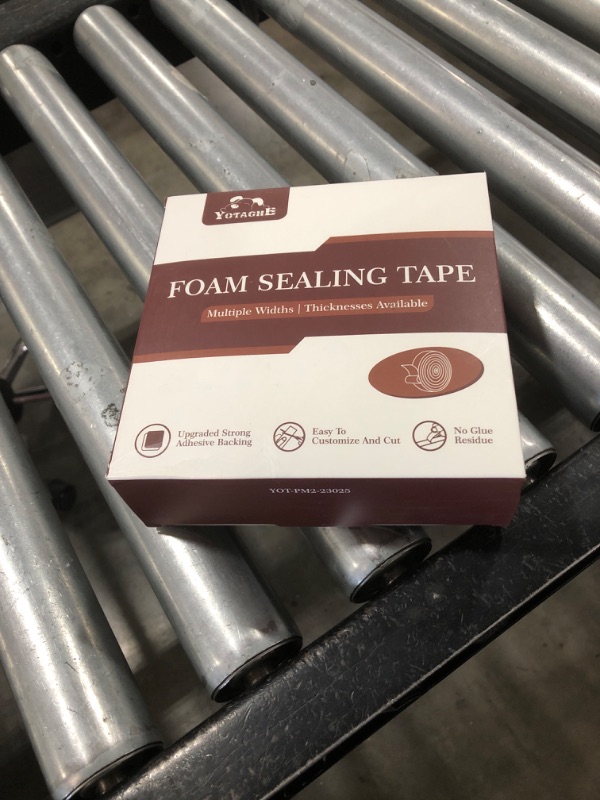 YOTAGHE
FOAM SEALING TAPE
Multiple Widths | Thicknesses Available
Upgraded Strong
Adhesive Backing
Easy To
Customize And Cut
No Glue
Residue
YOT-PM2-23025